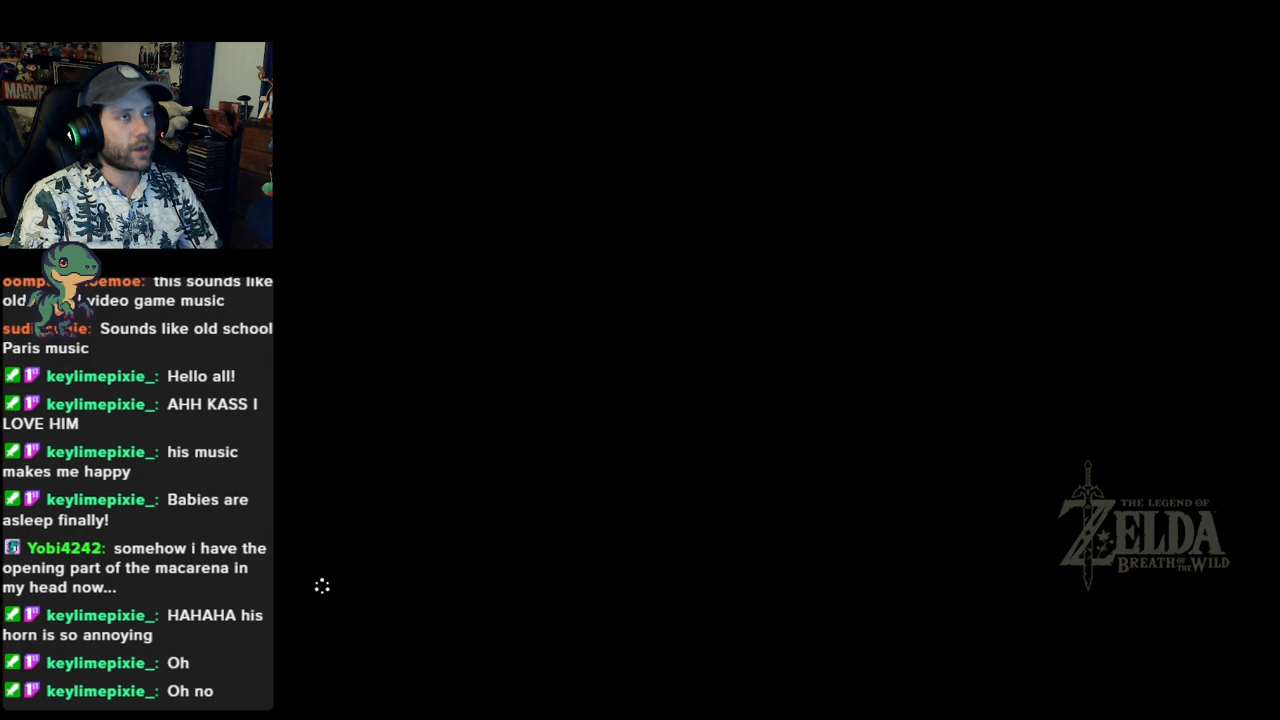 MARVEL
this sounds like
old video game music
Sounds like old school
Paris music
keylimepixie_: Hello all!
keylimepixie_: AHH KASS I
LOVE HIM
keylimepixie_: his music
makes me happy
keylimepixie_: Babies are
asleep finally!
Yobi4242: somehow i have the
opening part of the macarena in
my head now...
keylimepixie_: HAHAHA his
horn is so annoying
keylimepixie_: Oh
keylimepixie_: Oh no
THE LEGEND OF
ZELDA
BREATH OF THE WILD